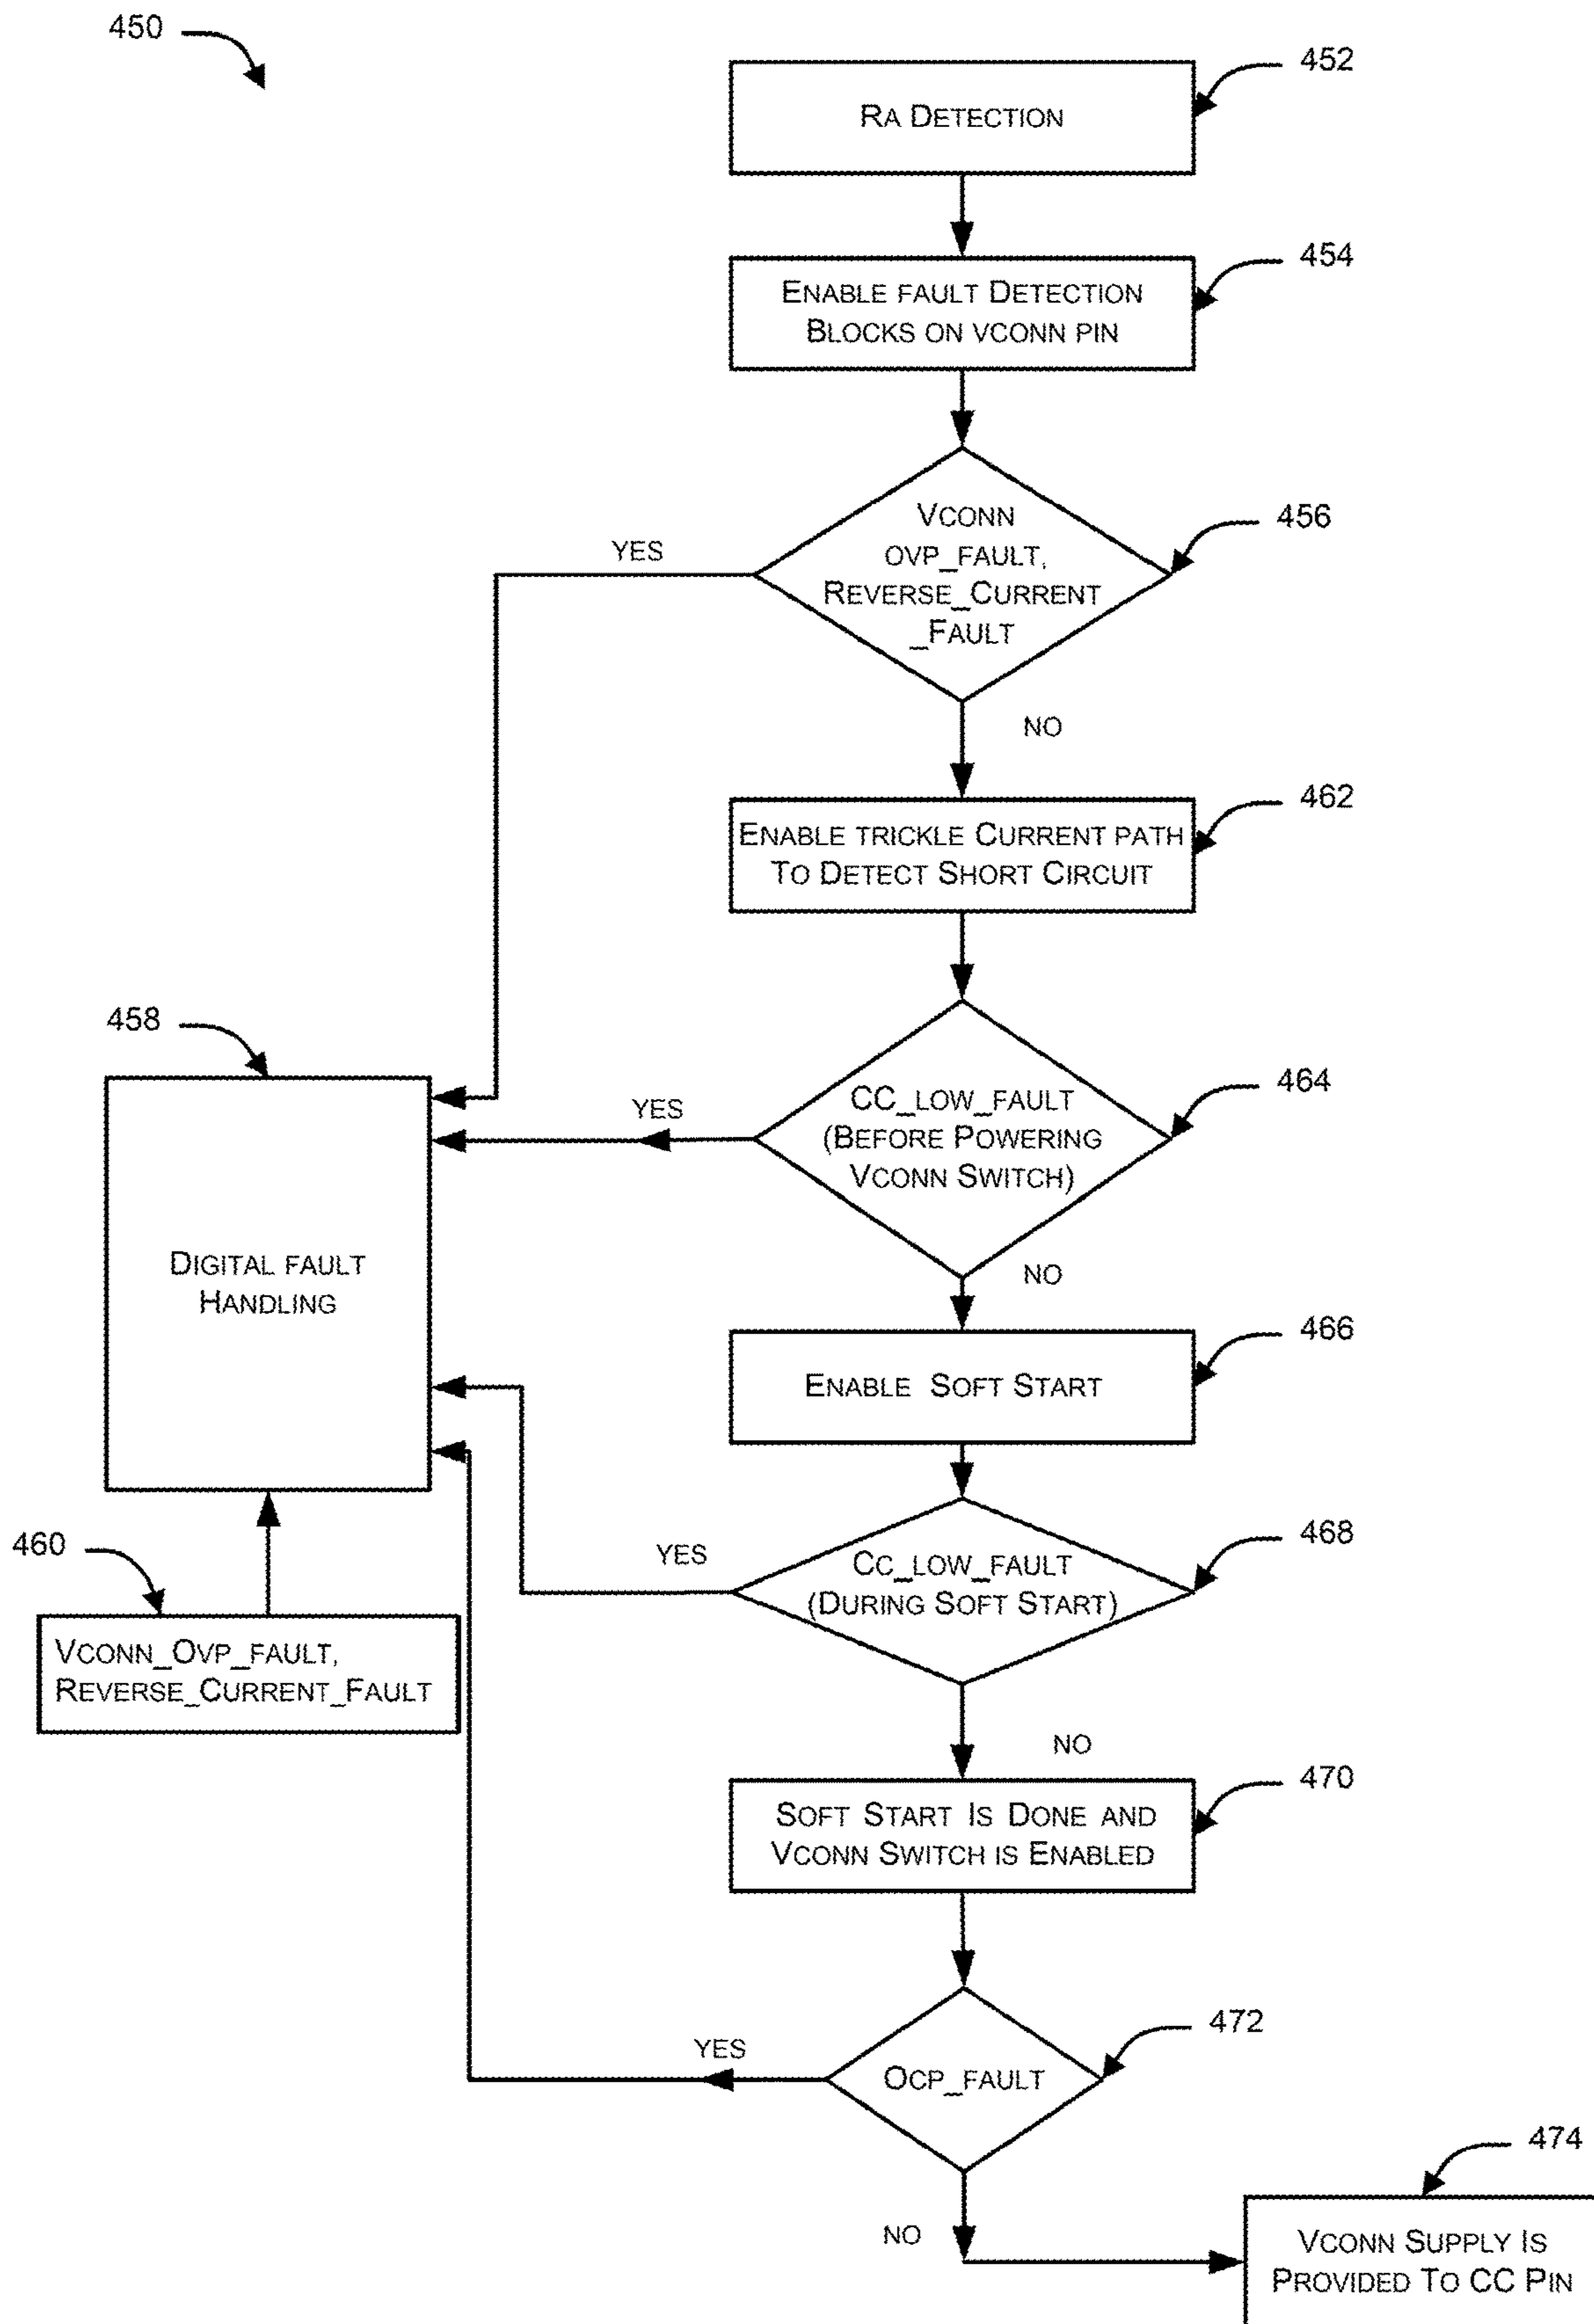 450
452
RA DETECTION
454
ENABLE FAULT DETECTION
BLOCKS ON VCONN PIN
456
VCONN
OVP_FAULT,
REVERSE_CURRENT
_FAULT
YES
NO
462
ENABLE TRICKLE CURRENT PATH
TO DETECT SHORT CIRCUIT
458
464
CC_LOW_FAULT
(BEFORE POWERING
VCONN SWITCH)
YES
DIGITAL FAULT
HANDLING
NO
466
ENABLE SOFT START
460
468
YES
CC_LOW_FAULT
(DURING SOFT START)
VCONN_OVP_FAULT,
REVERSE_CURRENT_FAULT
NO
470
SOFT START IS DONE AND
VCONN SWITCH IS ENABLED
472
YES
OCP_FAULT
474
NO
VCONN SUPPLY IS
PROVIDED TO CC PIN